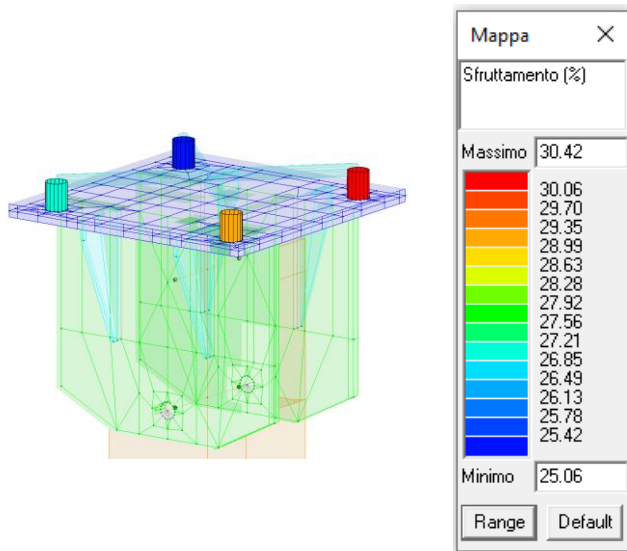 Mappa
Sfruttamento (%)
Massimo 30.42
30.06
29.70
29.35
28.99
28.63
28.28
27.92
27.56
27.21
26.85
26.49
26.13
25.78
25.42
Minimo 25.06
Range Default